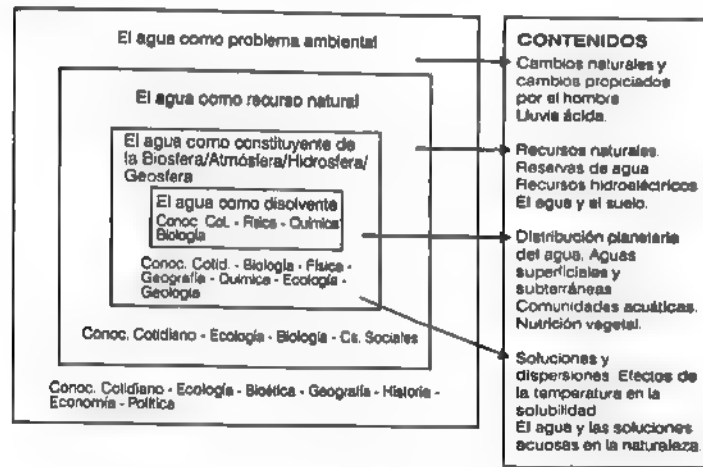 El agua como problema ambiental
El agua como recurso natural
El agua como constituyente de
la Biosfera/Atmósfera/Hidrosfera/
Geosfera
El agua como disolvente
Conoc. Cot. - Física - Química
Biología
Conoc. Cotid. - Biología - Física -
Geografía - Química - Ecología -
Geología
Conoc. Cotidiano - Ecología - Biología - Cs. Sociales
Conoc. Cotidiano - Ecología - Bioética - Geografía - Historia -
Economía - Política
CONTENIDOS
Cambios naturales y
cambios propiciados
por el hombre
Lluvia ácida.
Recursos naturales.
Reservas de agua
Recursos hidroeléctricos
El agua y el suelo.
Distribución planetaria
del agua. Aguas
superficiales y
subterráneas
Comunidades acuáticas.
Nutrición vegetal.
Soluciones y
dispersiones. Efectos de
la temperatura en la
solubilidad
El agua y las soluciones
acuosas en la naturaleza.